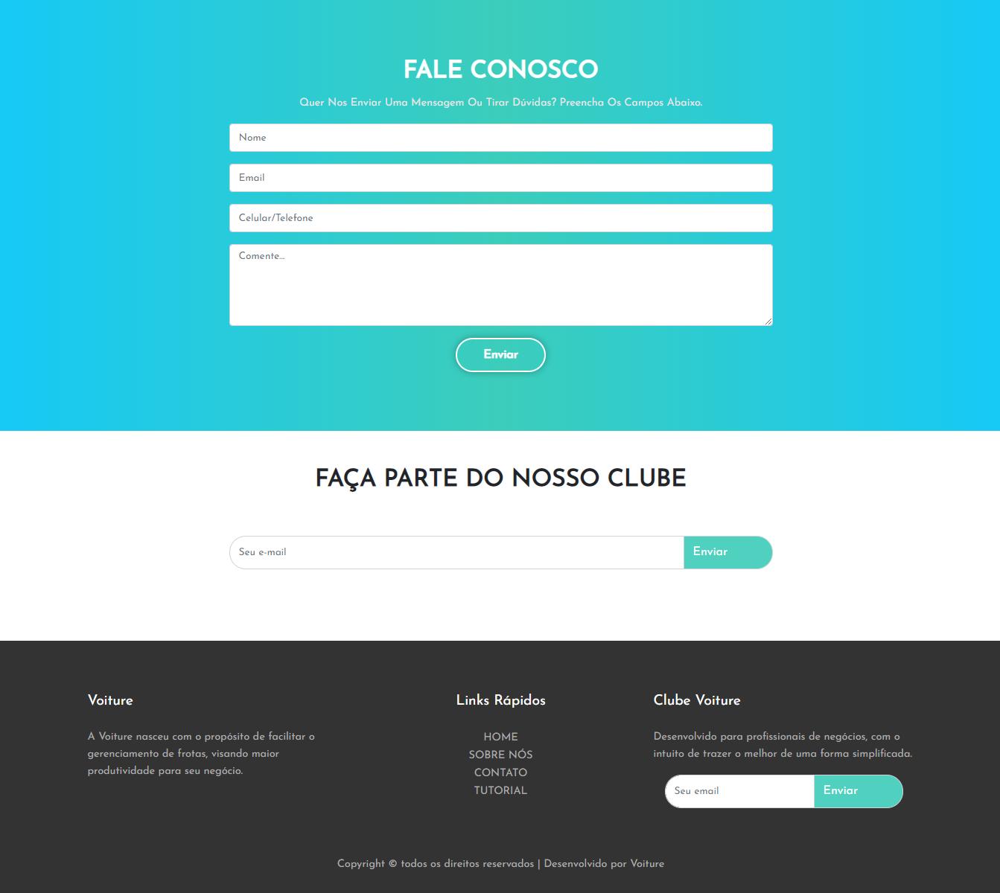 FALE CONOSCO
Quer Nos Enviar Uma Mensagem Ou Tirar Dúvidas? Preencha Os Campos Abaixo.
Nome
Email
Celular/Telefone
Comente...
Enviar
FAÇA PARTE DO NOSSO CLUBE
Seu e-mail
Enviar
Voiture
A Voiture nasceu com o propósito de facilitar o
gerenciamento de frotas, visando maior
produtividade para seu negócio.
Links Rápidos
HOME
SOBRE NÓS
CONTATO
TUTORIAL
Clube Voiture
Desenvolvido para profissionais de negócios, com o
intuito de trazer o melhor de uma forma simplificada.
Seu email
Enviar
Copyright © todos os direitos reservados | Desenvolvido por Voiture